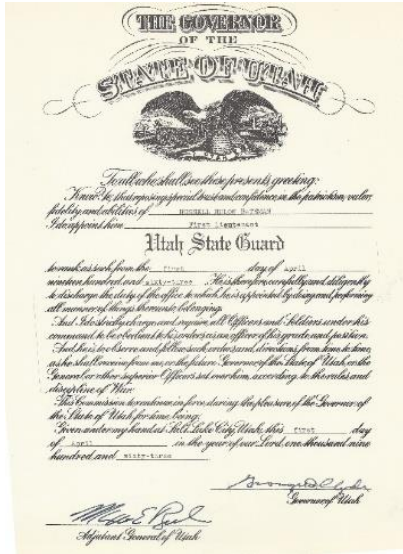 THE GOVERNOR
OF THE
STATE OF UTAH
To all who shall see these presents, greeting:
Know Ye, that reposing special trust and confidence in the patriotism, valor,
fidelity, and abilities of
I do appoint him First Lieutenant
Utah State Guard
to rank as such from the first day of April
nineteen hundred and sixty-three. He is therefore carefully and diligently
to discharge the duty of the office to which he is appointed by doing and performing
all manner of things thereunto belonging.
And I do strictly charge and require all Officers and Soldiers under his
command to be obedient to his orders as an officer of his grade and position.
And he is to observe and follow such orders and directions, from time to time,
as he shall receive from me, or the future Governor of the State of Utah, or the
General or other Superior Officers set over him, according to the rules and
discipline of War.
This Commission to continue in force during the pleasure of the Governor of
the State of Utah for time being.
Given under my hand at Salt Lake City, Utah, this first day
of April in the year of our Lord, one thousand nine
hundred and sixty-three.
Governor of Utah
Adjutant General of Utah